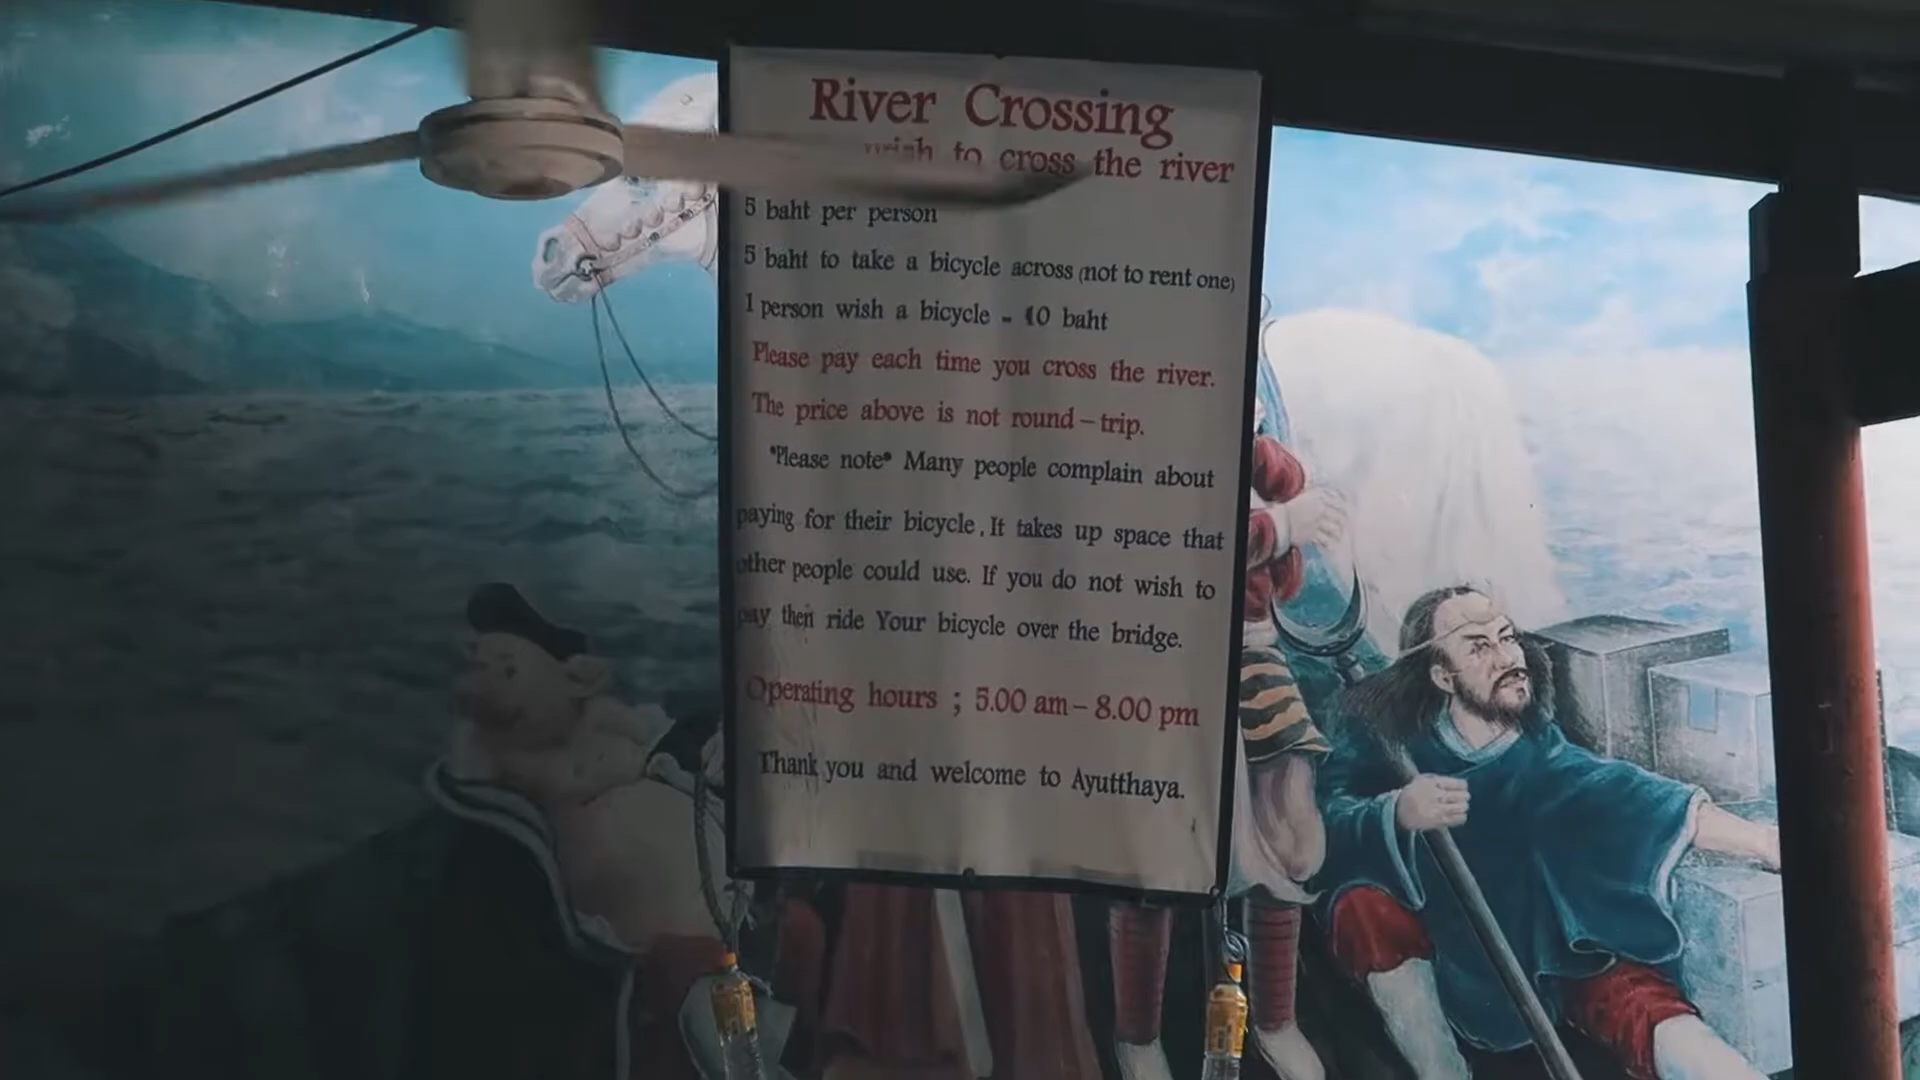 River Crossing
wish to cross the river
5 baht per person
5 baht to take a bicycle across (not to rent one)
1 person wish a bicycle - 10 baht
Please pay each time you cross the river.
The price above is not round - trip.
*Please note* Many people complain about
paying for their bicycle. It takes up space that
other people could use. If you do not wish to
pay then ride Your bicycle over the bridge.
Operating hours ; 5.00 am - 8.00 pm
Thank you and welcome to Ayutthaya.